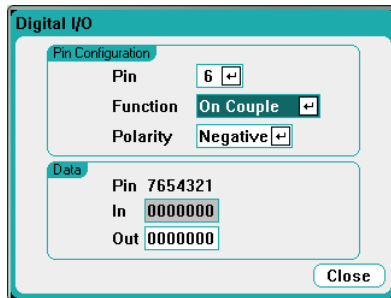 Digital I/O
Pin Configuration
Pin 6
Function On Couple
Polarity Negative
Data
Pin 7654321
In 0000000
Out 0000000
Close